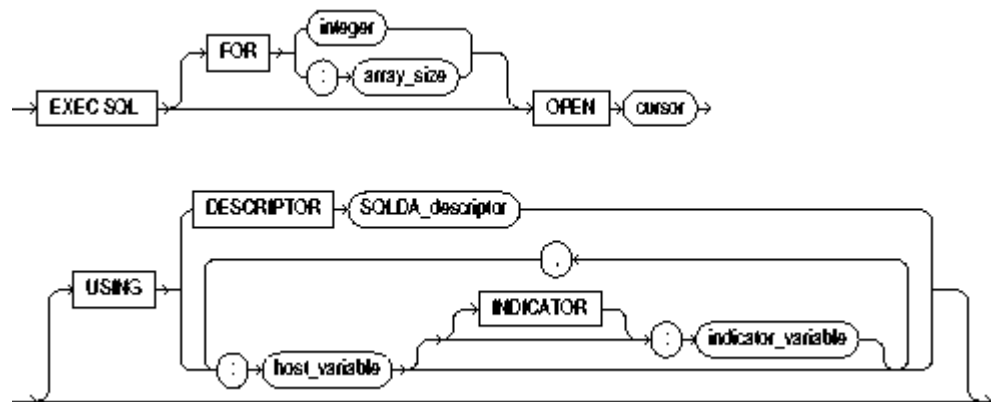 integer
FOR
: array_size
EXEC SQL OPEN cursor
DESCRIPTOR SQLDA_descriptor
,
USING INDICATOR
: host_variable : indicator_variable